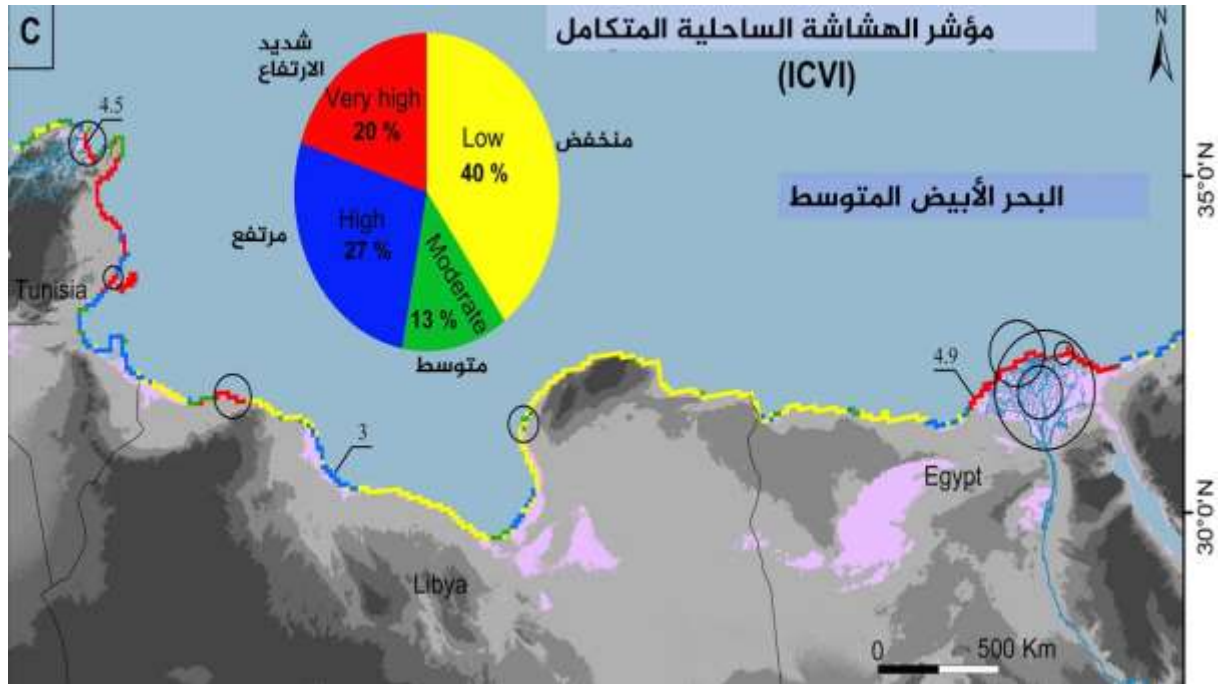 C
مؤشر الهشاشة الساحلية المتكامل
(ICVI)
N
شديد
الارتفاع
Very high
20 %
Low
40 %
منخفض
High
27 %
مرتفع
Moderate
13 %
متوسط
البحر الأبيض المتوسط
4.5
35°0'N
Tunisia
4.9
3
Egypt
30°0'N
Libya
0 500 Km